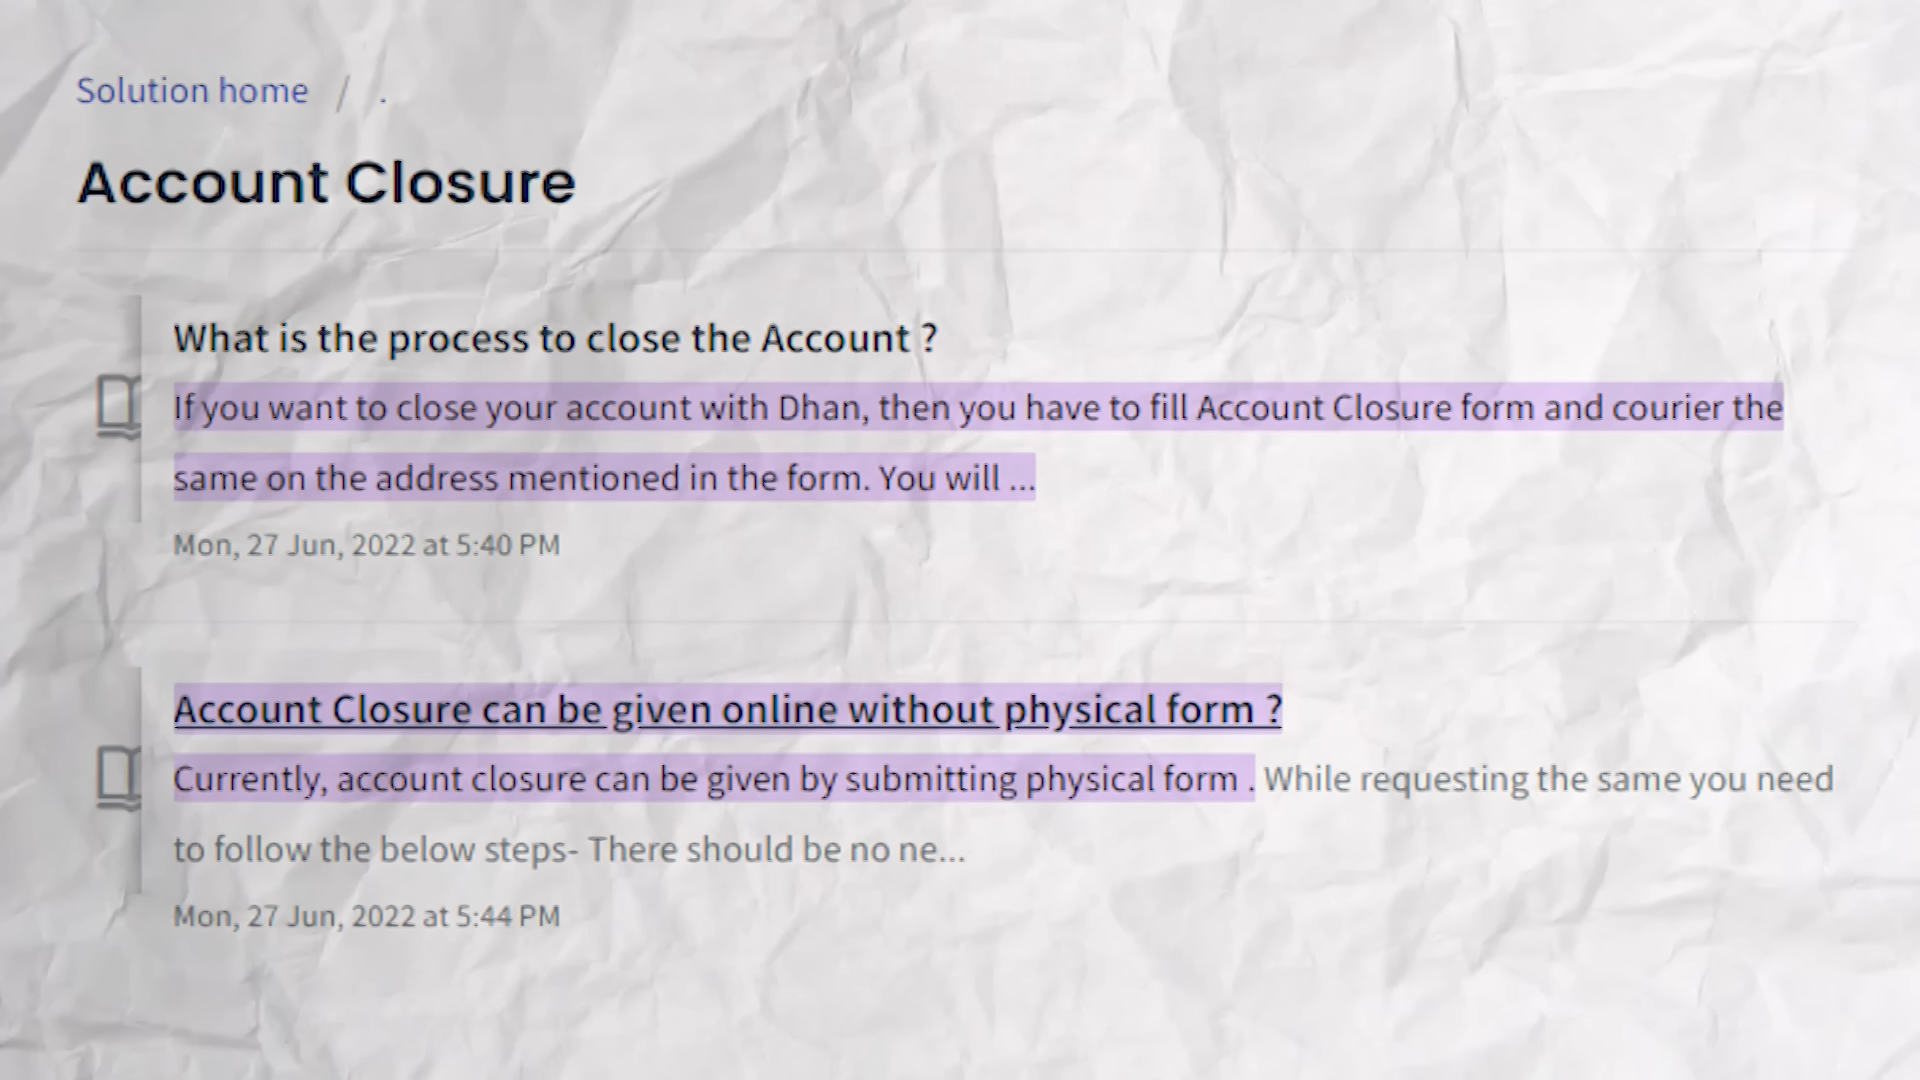 Solution home / .
Account Closure
What is the process to close the Account ?
If you want to close your account with Dhan, then you have to fill Account Closure form and courier the
same on the address mentioned in the form. You will ...
Mon, 27 Jun, 2022 at 5:40 PM
Account Closure can be given online without physical form ?
Currently, account closure can be given by submitting physical form . While requesting the same you need
to follow the below steps- There should be no ne...
Mon, 27 Jun, 2022 at 5:44 PM